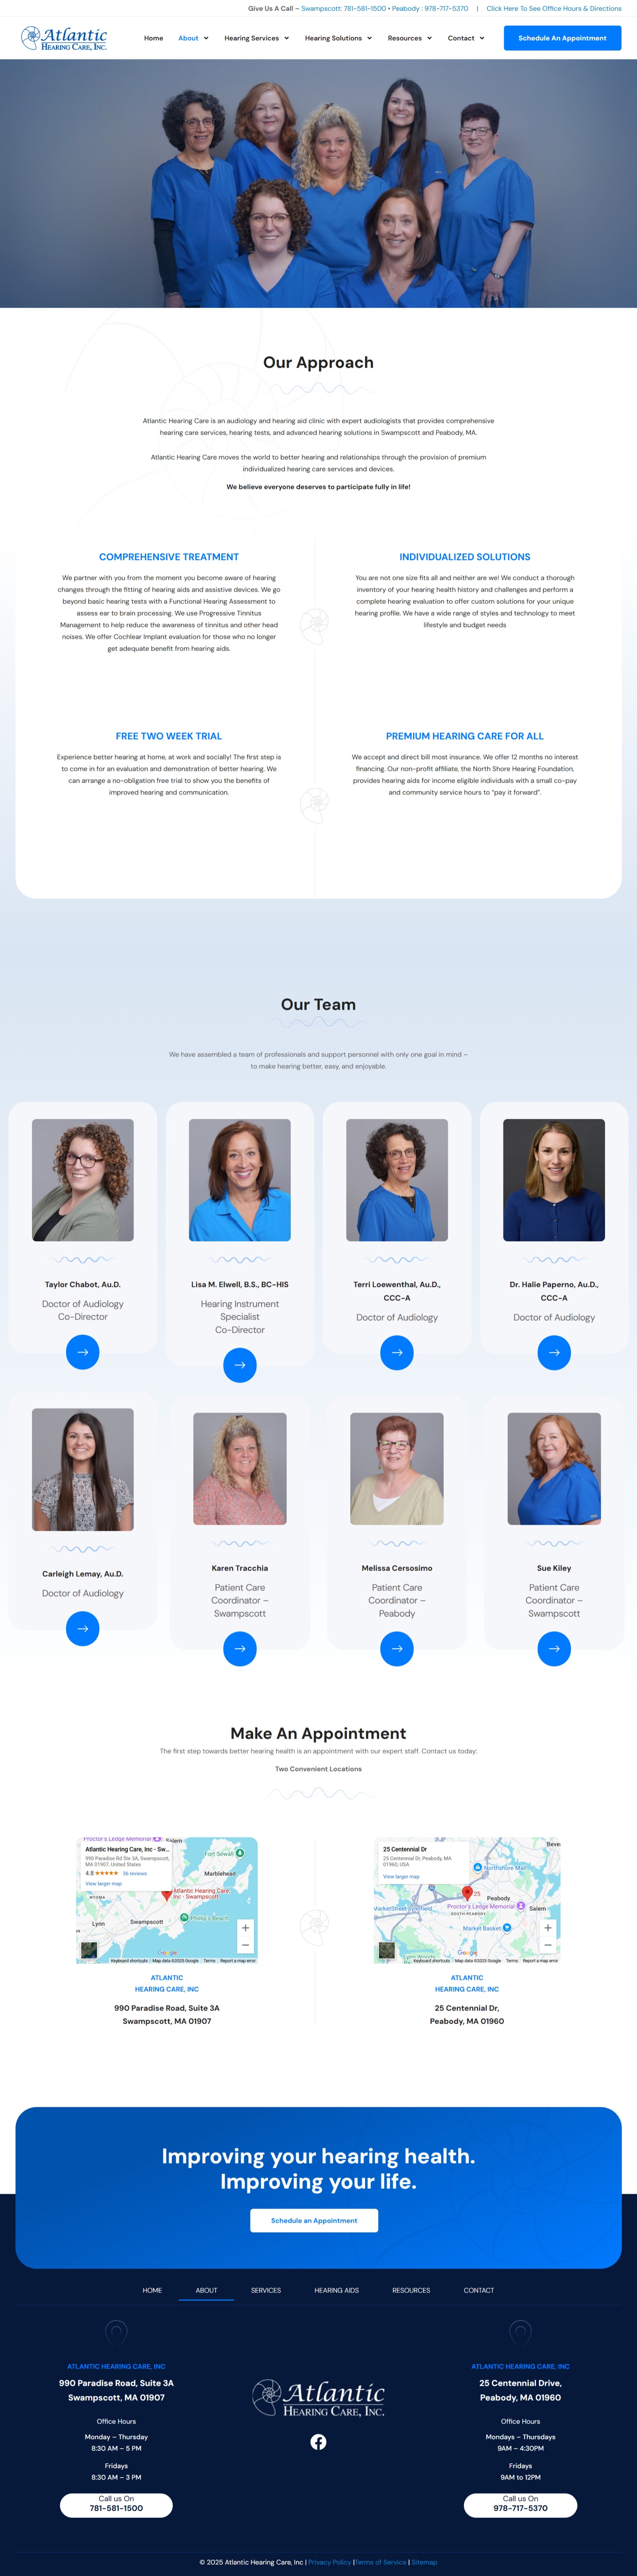 Give Us A Call – Swampscott: 781-581-1500 • Peabody : 978-717-5370 | Click Here To See Office Hours & Directions
Atlantic
HEARING CARE, INC.
Home About Hearing Services Hearing Solutions Resources Contact Schedule An Appointment
Our Approach
Atlantic Hearing Care is an audiology and hearing aid clinic with expert audiologists that provides comprehensive
hearing care services, hearing tests, and advanced hearing solutions in Swampscott and Peabody, MA.
Atlantic Hearing Care moves the world to better hearing and relationships through the provision of premium
individualized hearing care services and devices.
We believe everyone deserves to participate fully in life!
COMPREHENSIVE TREATMENT
We partner with you from the moment you become aware of hearing
changes through the fitting of hearing aids and assistive devices. We go
beyond basic hearing tests with a Functional Hearing Assessment to
assess ear to brain processing. We use Progressive Tinnitus
Management to help reduce the awareness of tinnitus and other head
noises. We offer Cochlear Implant evaluation for those who no longer
get adequate benefit from hearing aids.
INDIVIDUALIZED SOLUTIONS
You are not one size fits all and neither are we! We conduct a thorough
inventory of your hearing health history and challenges and perform a
complete hearing evaluation to offer custom solutions for your unique
hearing profile. We have a wide range of styles and technology to meet
lifestyle and budget needs
FREE TWO WEEK TRIAL
Experience better hearing at home, at work and socially! The first step is
to come in for an evaluation and demonstration of better hearing. We
can arrange a no-obligation free trial to show you the benefits of
improved hearing and communication.
PREMIUM HEARING CARE FOR ALL
We accept and direct bill most insurance. We offer 12 months no interest
financing. Our non-profit affiliate, the North Shore Hearing Foundation,
provides hearing aids for income eligible individuals with a small co-pay
and community service hours to “pay it forward”.
Our Team
We have assembled a team of professionals and support personnel with only one goal in mind –
to make hearing better, easy, and enjoyable.
Taylor Chabot, Au.D.
Doctor of Audiology
Co-Director
Lisa M. Elwell, B.S., BC-HIS
Hearing Instrument
Specialist
Co-Director
Terri Loewenthal, Au.D.,
CCC-A
Doctor of Audiology
Dr. Halie Paperno, Au.D.,
CCC-A
Doctor of Audiology
Carleigh Lemay, Au.D.
Doctor of Audiology
Karen Tracchia
Patient Care
Coordinator –
Swampscott
Melissa Cersosimo
Patient Care
Coordinator –
Peabody
Sue Kiley
Patient Care
Coordinator –
Swampscott
Make An Appointment
The first step towards better hearing health is an appointment with our expert staff. Contact us today:
Two Convenient Locations
Proctor's Ledge Memorial
Salem
Atlantic Hearing Care, Inc - Sw...
990 Paradise Rd Ste 3A, Swampscott,
MA 01907, United States
4.8 ★★★★★ 36 reviews
View larger map
Fort Sewall
Marblehead
Atlantic Hearing Care,
Inc - Swampscott
Phillips Beach
Lynn
Swampscott
Google
Keyboard shortcuts Map data ©2025 Google Terms Report a map error
ATLANTIC
HEARING CARE, INC
990 Paradise Road, Suite 3A
Swampscott, MA 01907
25 Centennial Dr
25 Centennial Dr, Peabody, MA
01960, USA
View larger map
Northshore Mall
25
Peabody
Proctor's Ledge Memorial
Salem
SOUTH PEABODY
Market Basket
Google
Keyboard shortcuts Map data ©2025 Google Terms Report a map error
ATLANTIC
HEARING CARE, INC
25 Centennial Dr,
Peabody, MA 01960
Improving your hearing health.
Improving your life.
Schedule an Appointment
HOME ABOUT SERVICES HEARING AIDS RESOURCES CONTACT
ATLANTIC HEARING CARE, INC
990 Paradise Road, Suite 3A
Swampscott, MA 01907
Office Hours
Monday – Thursday
8:30 AM – 5 PM
Fridays
8:30 AM – 3 PM
Call us On
781-581-1500
Atlantic
HEARING CARE, INC.
ATLANTIC HEARING CARE, INC
25 Centennial Drive,
Peabody, MA 01960
Office Hours
Mondays – Thursdays
9AM – 4:30PM
Fridays
9AM to 12PM
Call us On
978-717-5370
© 2025 Atlantic Hearing Care, Inc | Privacy Policy |Terms of Service | Sitemap